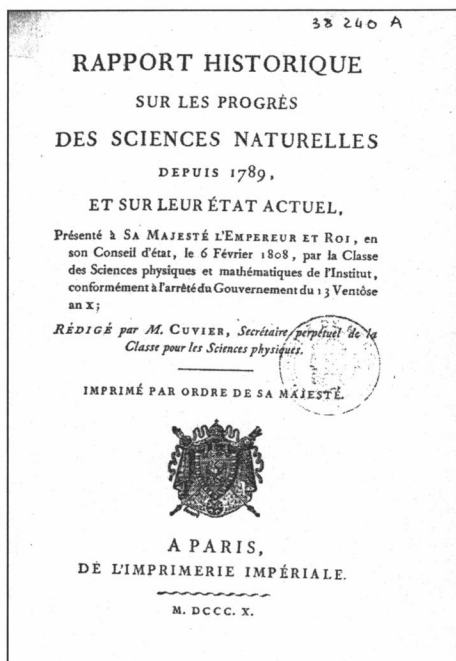 38 240 A
RAPPORT HISTORIQUE
SUR LES PROGRÈS
DES SCIENCES NATURELLES
DEPUIS 1789,
ET SUR LEUR ÉTAT ACTUEL,
Présenté à SA MAJESTÉ L'EMPEREUR ET ROI, en
son Conseil d'état, le 6 Février 1808, par la Classe
des Sciences physiques et mathématiques de l'Institut,
conformément à l'arrêté du Gouvernement du 13 Ventôse
an X;
RÉDIGÉ par M. CUVIER, Secrétaire perpétuel de la
Classe pour les Sciences physiques.
IMPRIMÉ PAR ORDRE DE SA MAJESTÉ.
A PARIS,
DE L'IMPRIMERIE IMPÉRIALE.
M. DCCC. X.